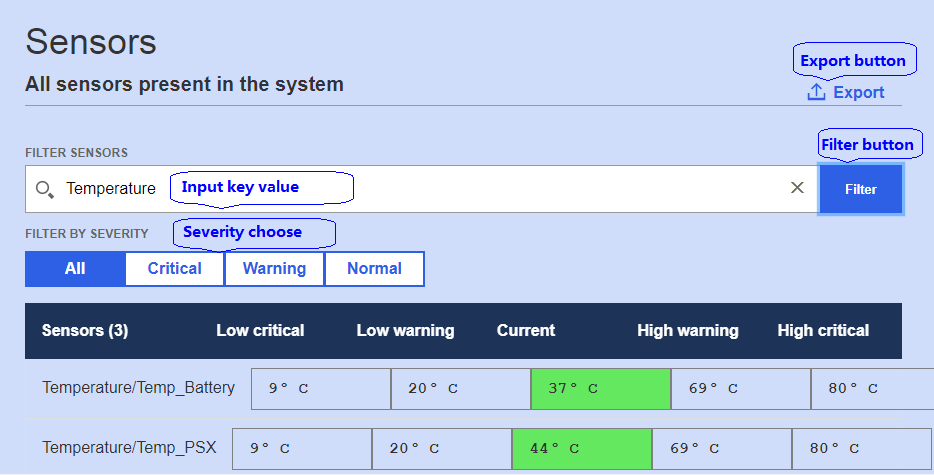 Sensors
All sensors present in the system
Export button
Export
FILTER SENSORS
Filter button
Temperature
Input key value
Filter
FILTER BY SEVERITY
Severity choose
All Critical Warning Normal
Sensors (3) Low critical Low warning Current High warning High critical
Temperature/Temp_Battery 9° C 20° C 37° C 69° C 80° C
Temperature/Temp_PSX 9° C 20° C 44° C 69° C 80° C